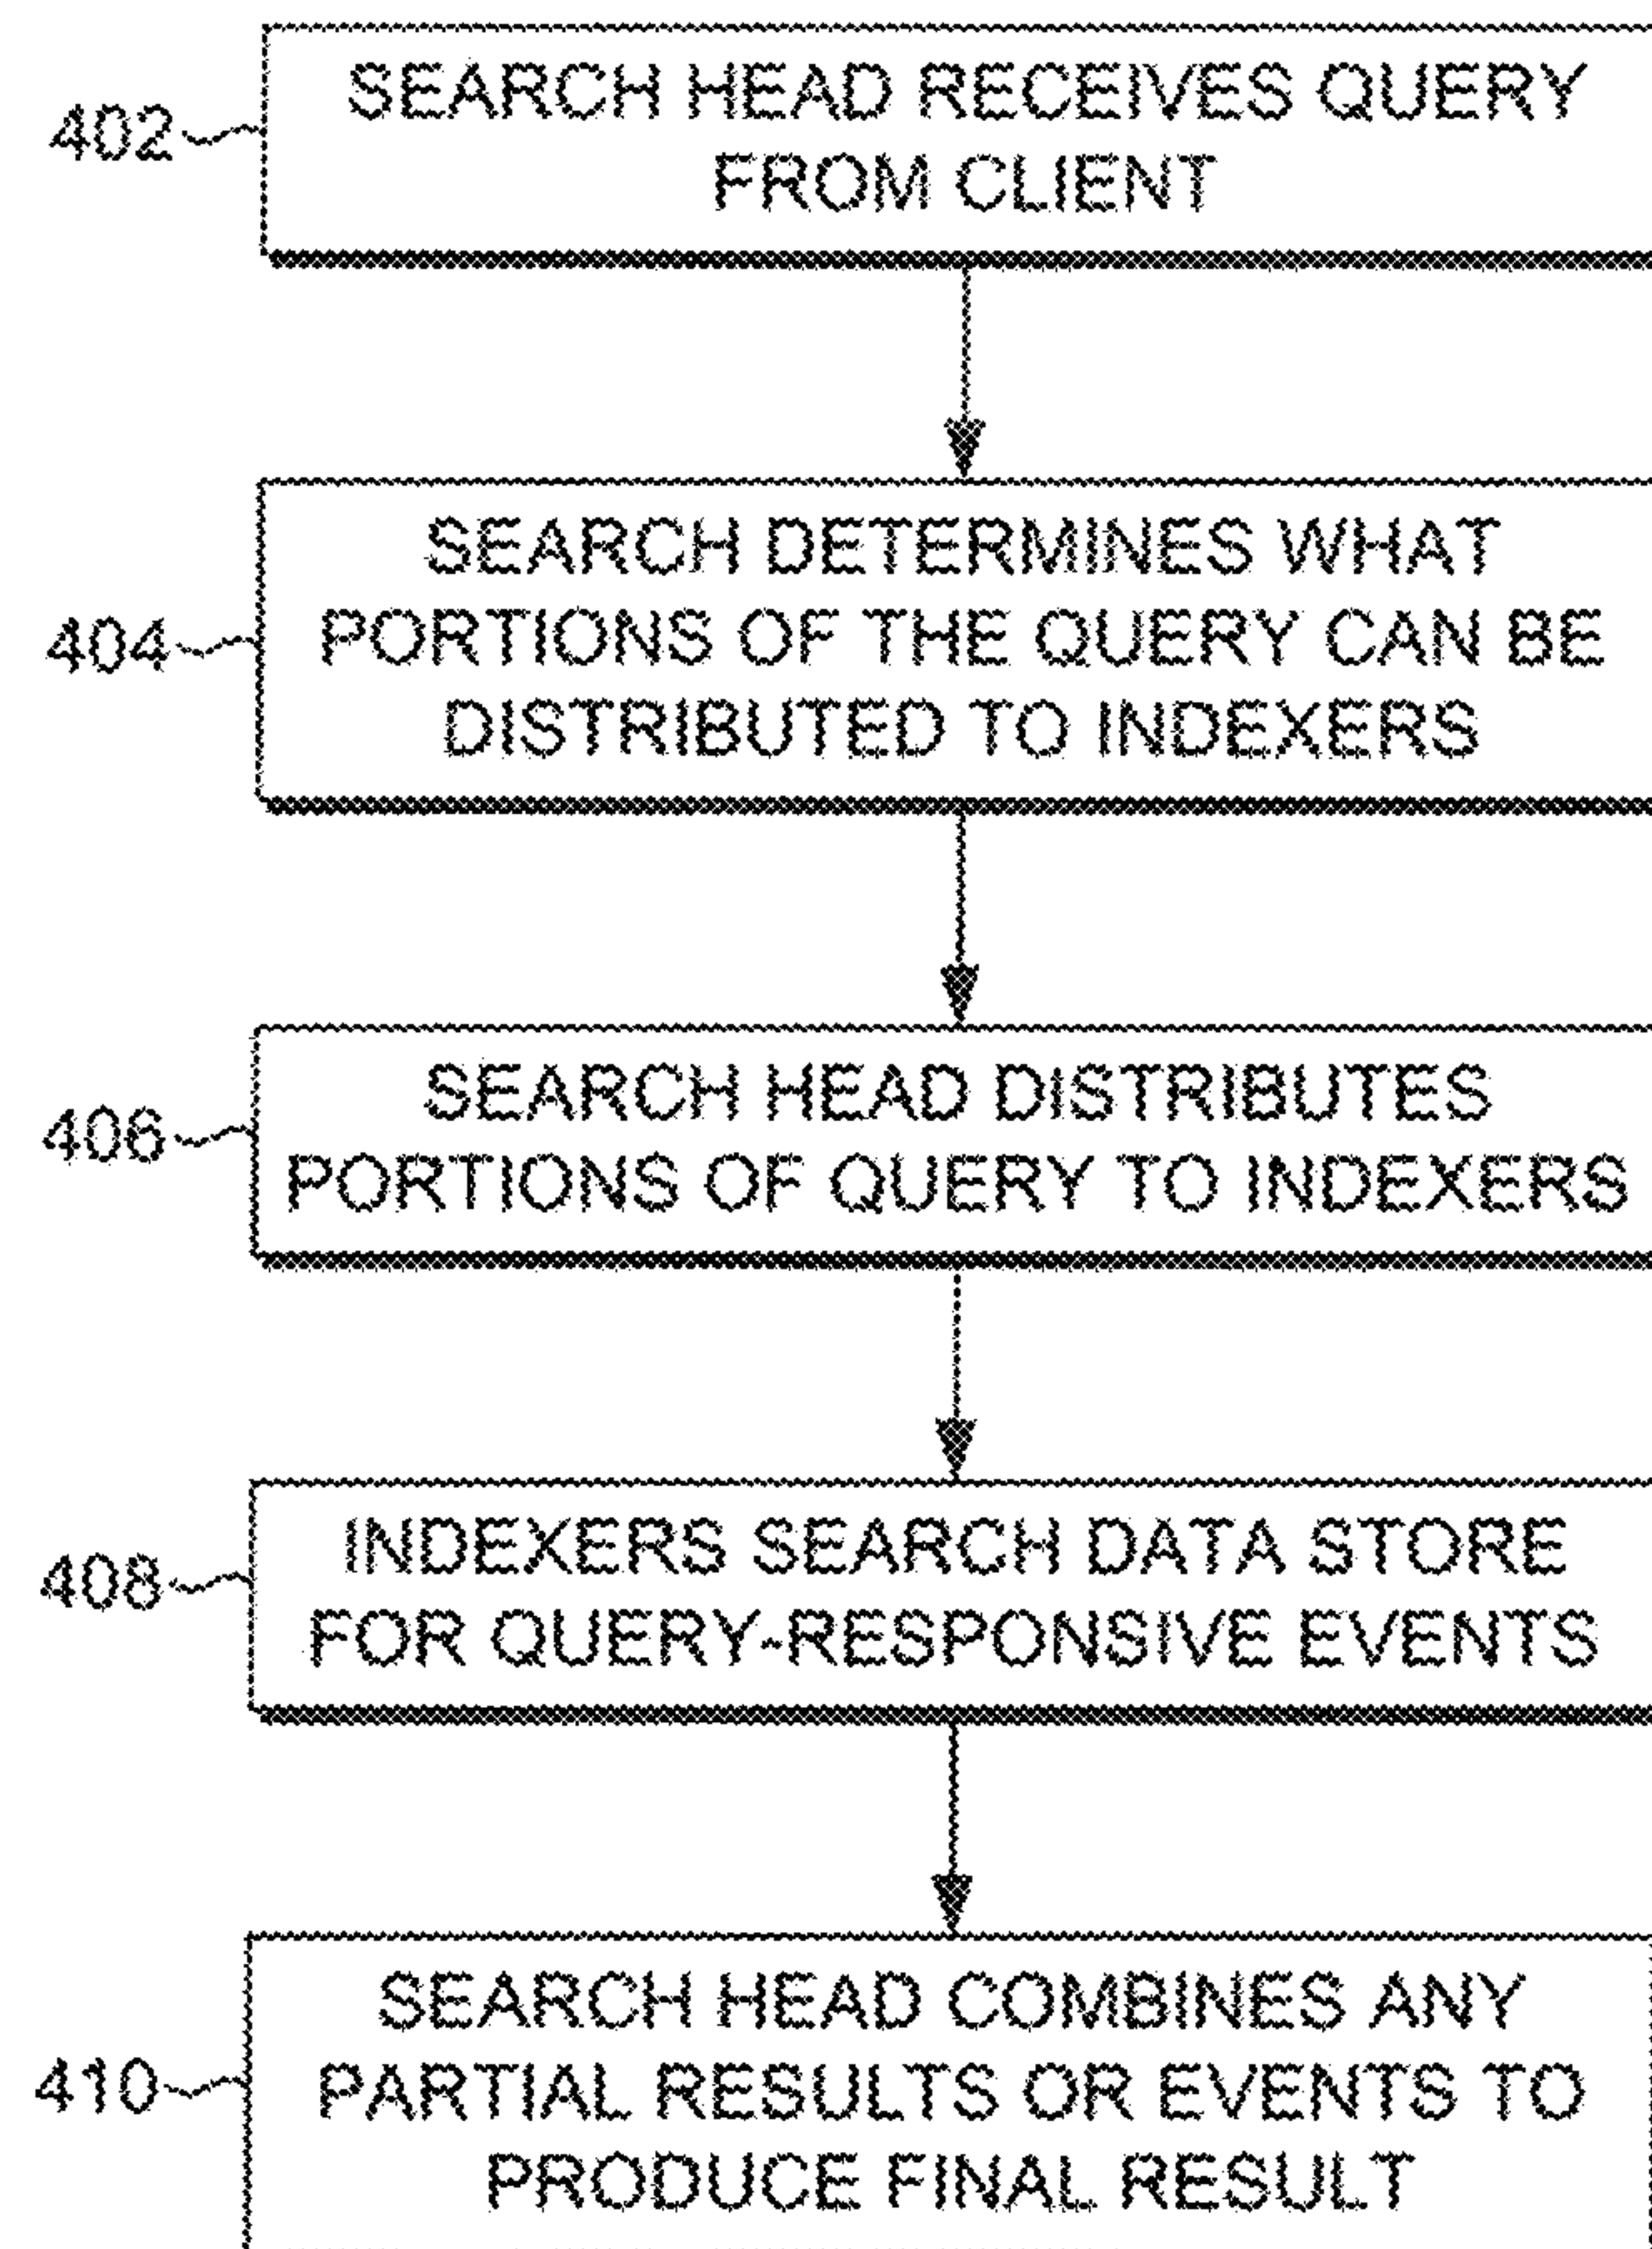 402
SEARCH HEAD RECEIVES QUERY
FROM CLIENT
404
SEARCH DETERMINES WHAT
PORTIONS OF THE QUERY CAN BE
DISTRIBUTED TO INDEXERS
406
SEARCH HEAD DISTRIBUTES
PORTIONS OF QUERY TO INDEXERS
408
INDEXERS SEARCH DATA STORE
FOR QUERY-RESPONSIVE EVENTS
410
SEARCH HEAD COMBINES ANY
PARTIAL RESULTS OR EVENTS TO
PRODUCE FINAL RESULT